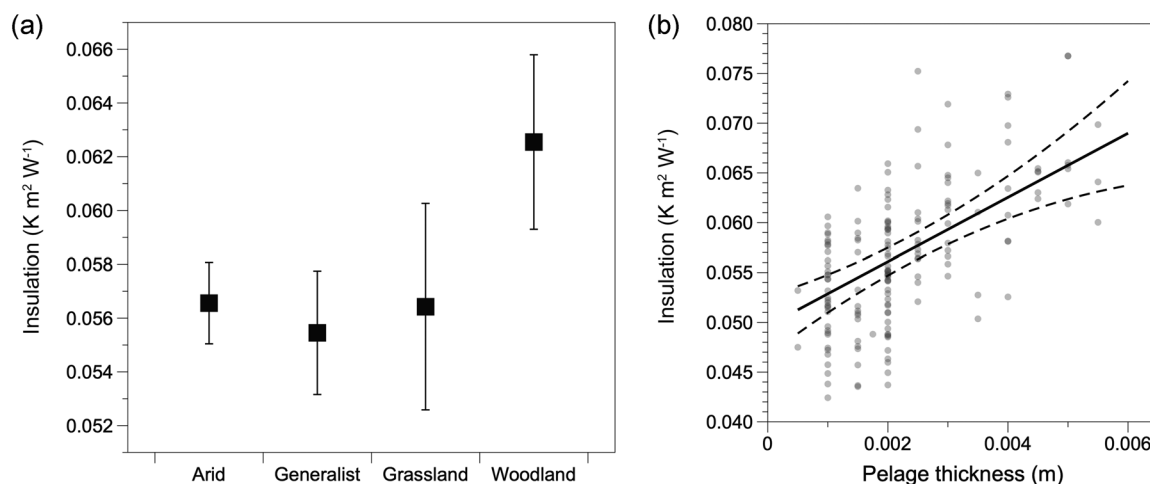 (a)
Insulation (K m² W⁻¹)
0.066
0.064
0.062
0.060
0.058
0.056
0.054
0.052
Arid Generalist Grassland Woodland
(b)
Insulation (K m² W⁻¹)
0.080
0.075
0.070
0.065
0.060
0.055
0.050
0.045
0.040
0 0.002 0.004 0.006
Pelage thickness (m)